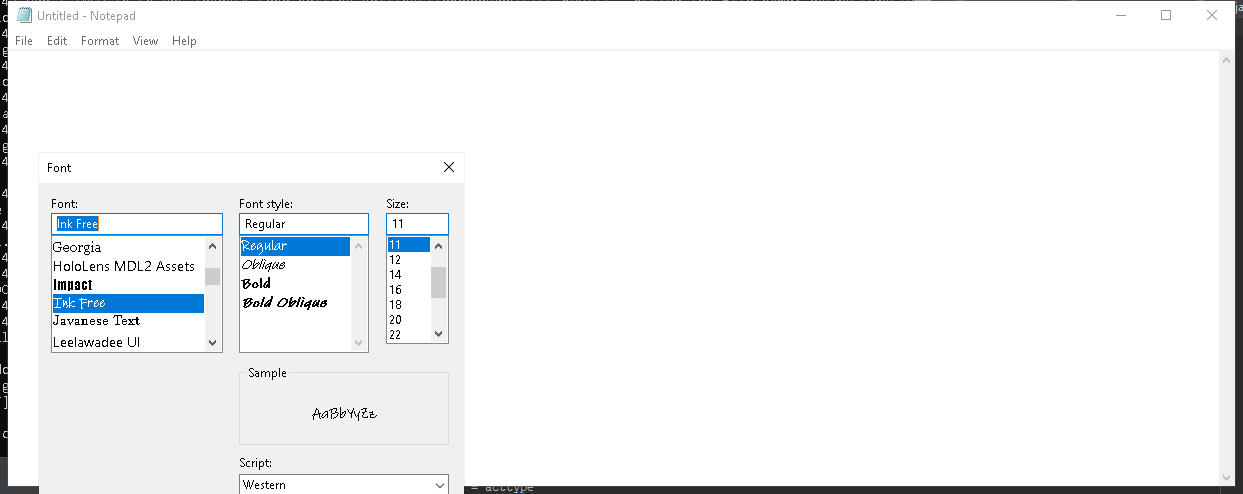 Untitled - Notepad
File Edit Format View Help
Font
Font: Font style: Size:
Ink Free Regular 11
Georgia Regular 11
HoloLens MDL2 Assets Oblique 12
Impact Bold 14
Ink Free Bold Oblique 16
Javanese Text 18
Leelawadee UI 20
22
Sample
AaBbYyZz
Script:
Western
= acttype